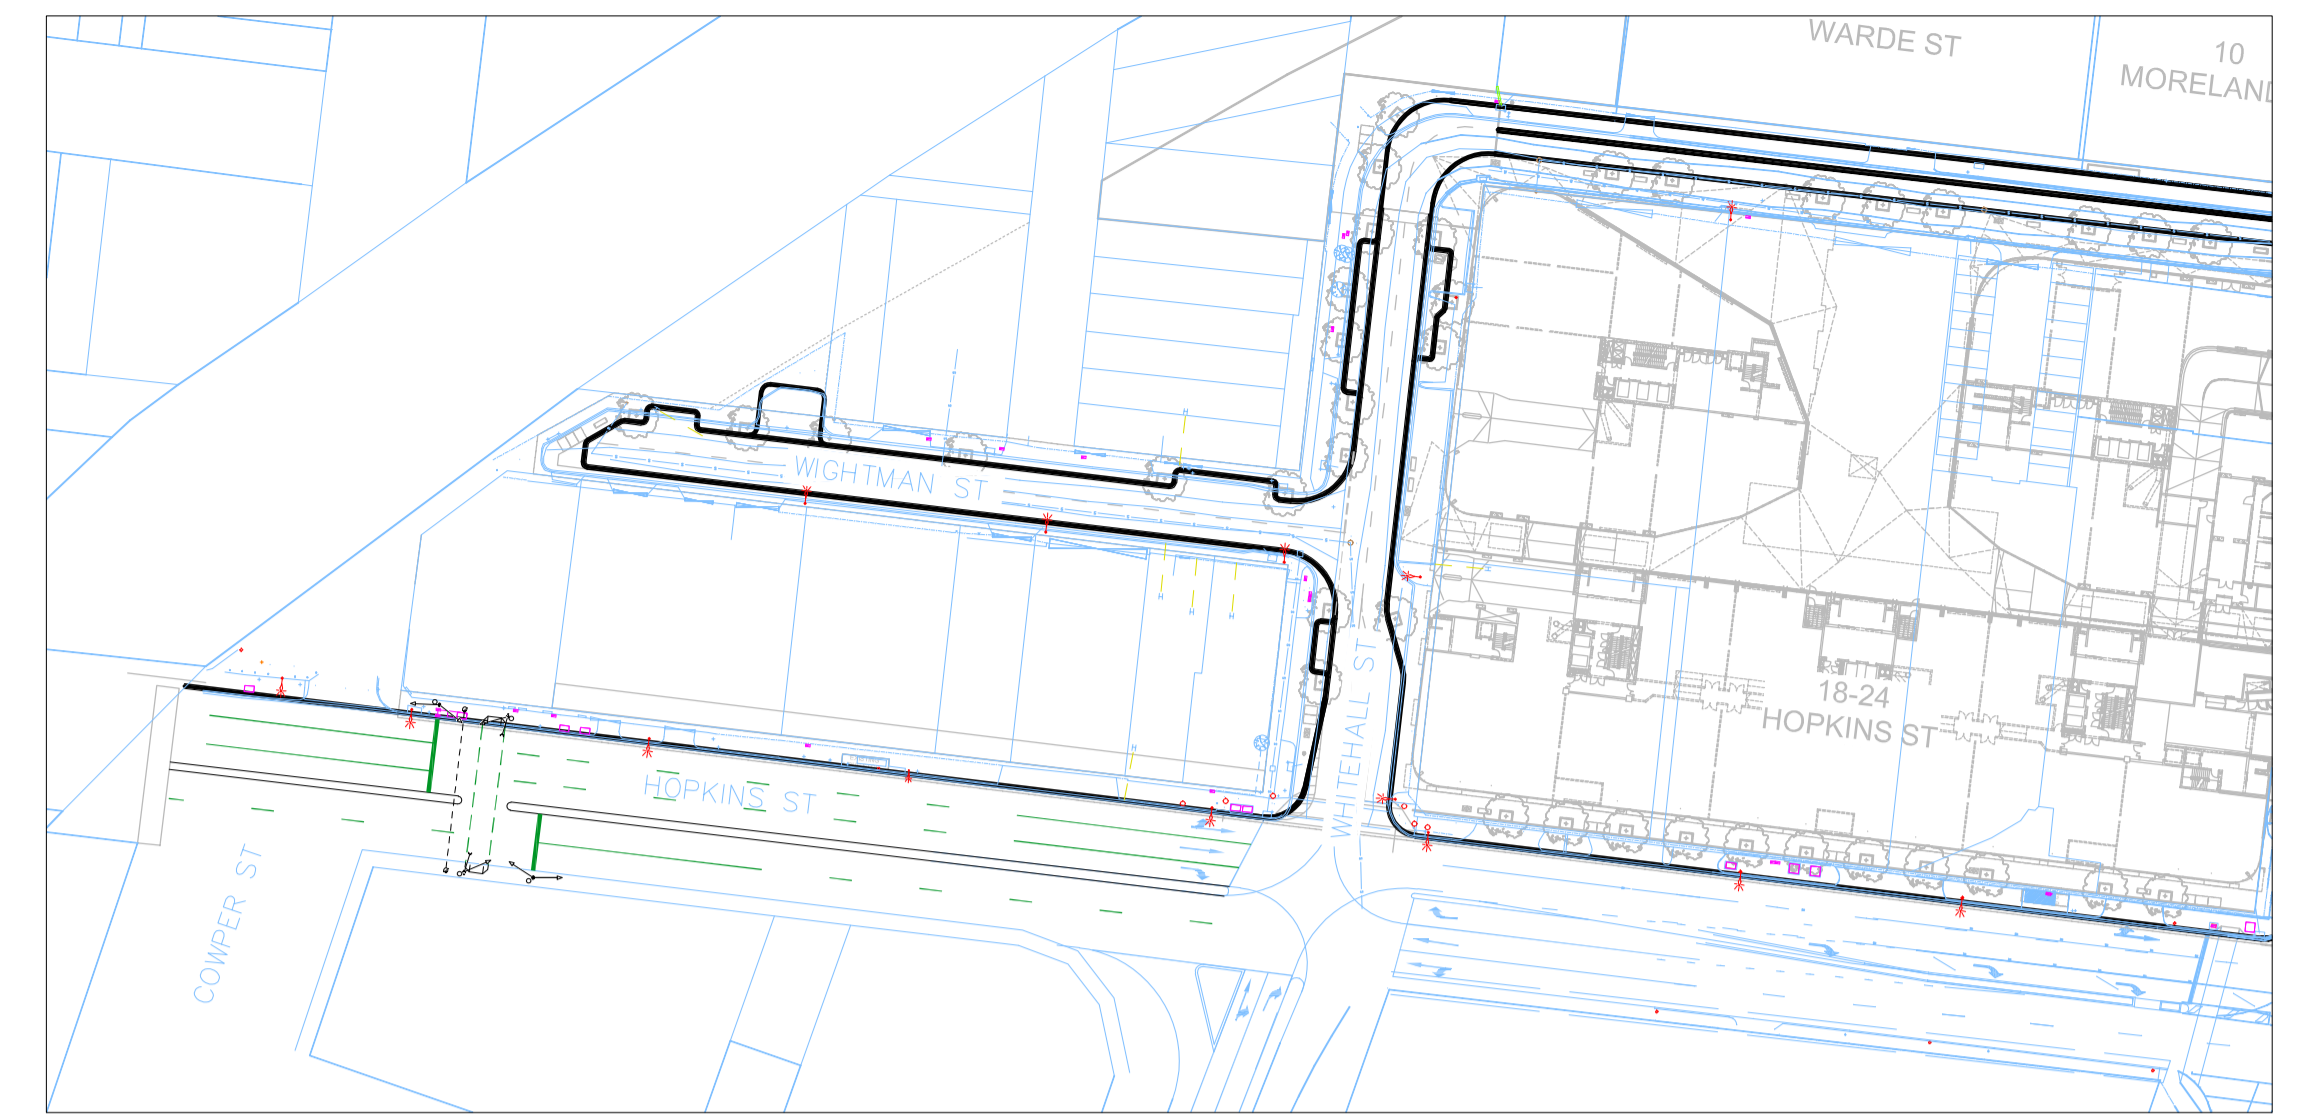 WARDE ST
10
MORELAND
WIGHTMAN ST
WHITEHALL ST
18-24
HOPKINS ST
HOPKINS ST
COWPER ST
H
H
H
H
H